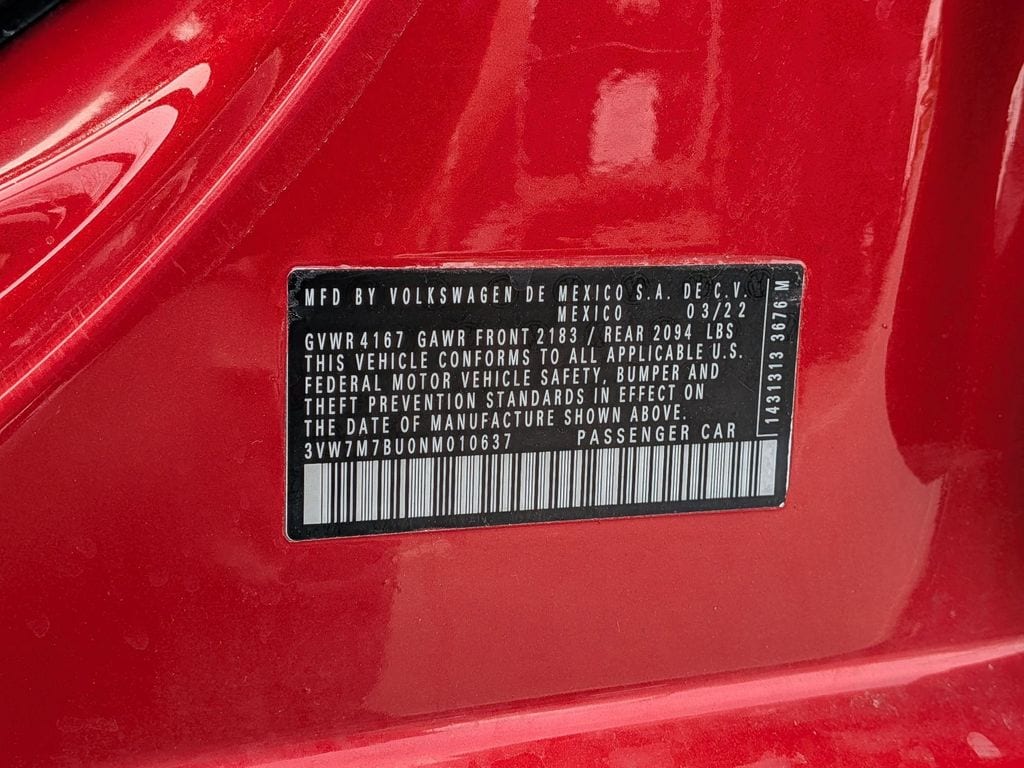 MFD BY VOLKSWAGEN DE MEXICO S.A. DE C.V.
MEXICO 03/22
GVWR 4167 GAWR FRONT 2183 / REAR 2094 LBS
THIS VEHICLE CONFORMS TO ALL APPLICABLE U.S.
FEDERAL MOTOR VEHICLE SAFETY, BUMPER AND
THEFT PREVENTION STANDARDS IN EFFECT ON
THE DATE OF MANUFACTURE SHOWN ABOVE.
3VW7M7BU0NM010637 PASSENGER CAR
1431313 3676 M